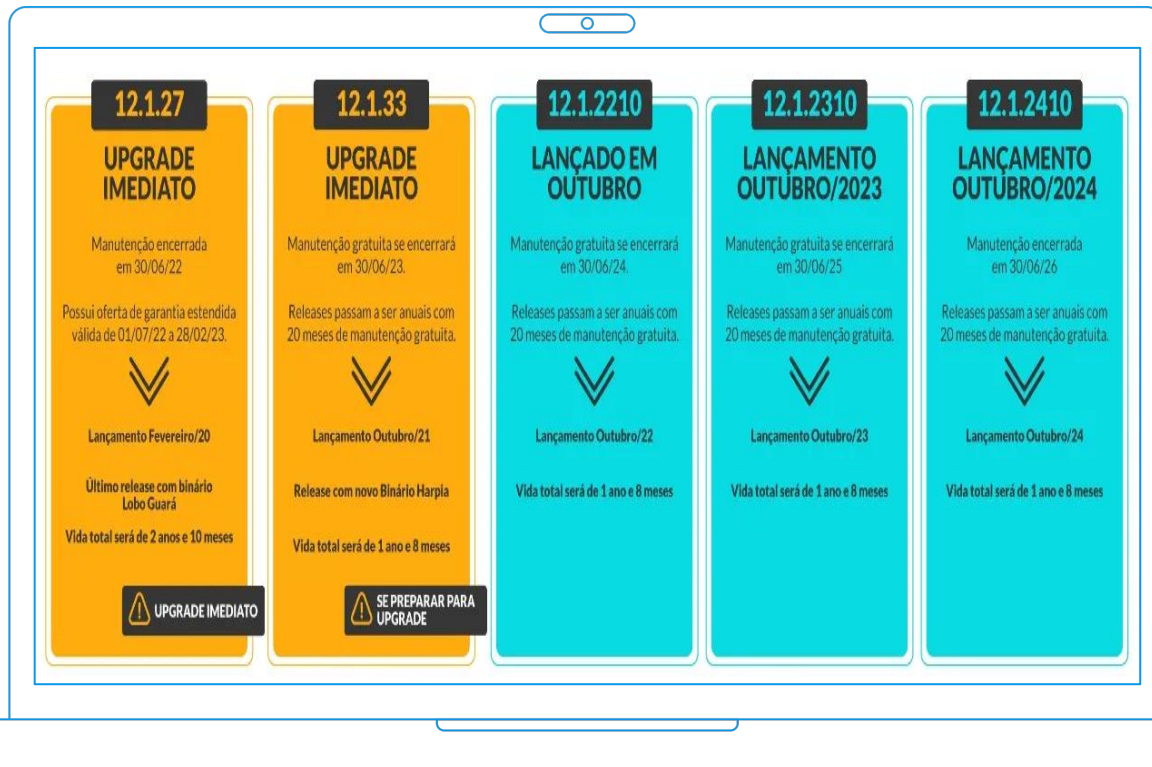 12.1.27
UPGRADE
IMEDIATO
Manutenção encerrada
em 30/06/22
Possui oferta de garantia estendida
válida de 01/07/22 a 28/02/23.
Lançamento Fevereiro/20
Último release com binário
Lobo Guará
Vida total será de 2 anos e 10 meses
UPGRADE IMEDIATO
12.1.33
UPGRADE
IMEDIATO
Manutenção gratuita se encerrará
em 30/06/23.
Releases passam a ser anuais com
20 meses de manutenção gratuita.
Lançamento Outubro/21
Release com novo Binário Harpia
Vida total será de 1 ano e 8 meses
SE PREPARAR PARA
UPGRADE
12.1.2210
LANÇADO EM
OUTUBRO
Manutenção gratuita se encerrará
em 30/06/24.
Releases passam a ser anuais com
20 meses de manutenção gratuita.
Lançamento Outubro/22
Vida total será de 1 ano e 8 meses
12.1.2310
LANÇAMENTO
OUTUBRO/2023
Manutenção gratuita se encerrará
em 30/06/25
Releases passam a ser anuais com
20 meses de manutenção gratuita.
Lançamento Outubro/23
Vida total será de 1 ano e 8 meses
12.1.2410
LANÇAMENTO
OUTUBRO/2024
Manutenção encerrada
em 30/06/26
Releases passam a ser anuais com
20 meses de manutenção gratuita.
Lançamento Outubro/24
Vida total será de 1 ano e 8 meses